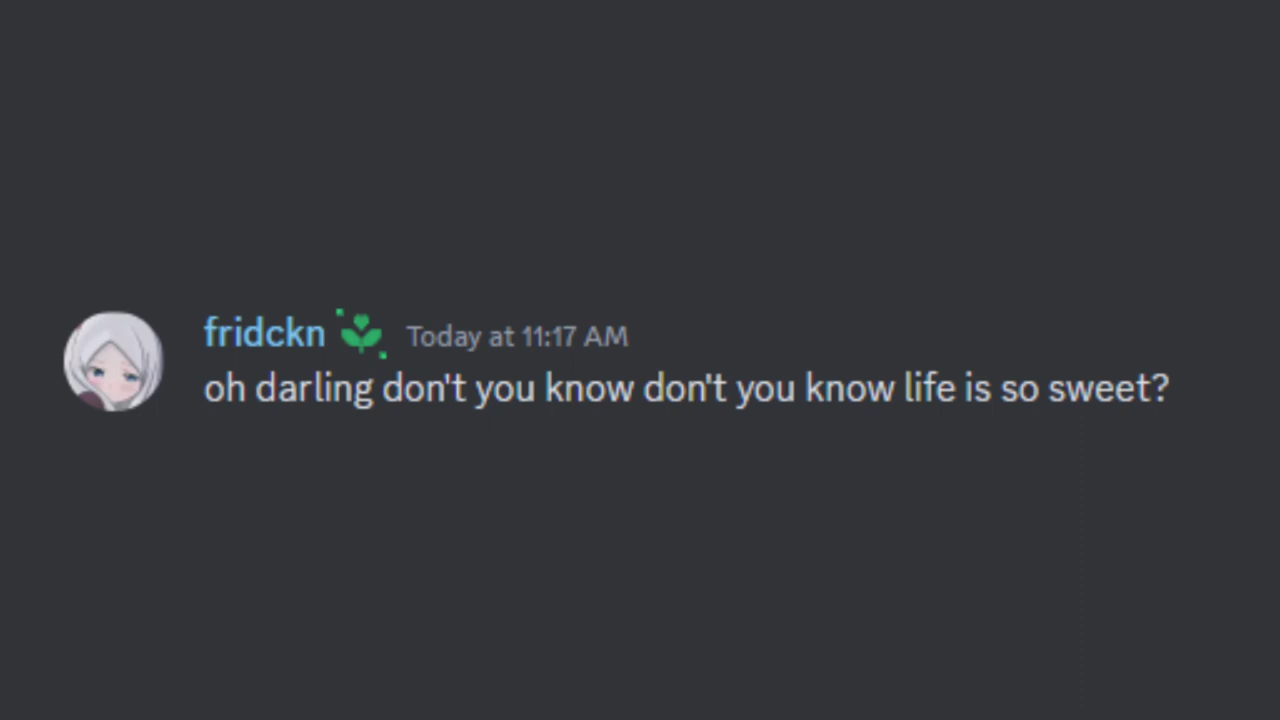 fridckn Today at 11:17 AM
oh darling don't you know don't you know life is so sweet?